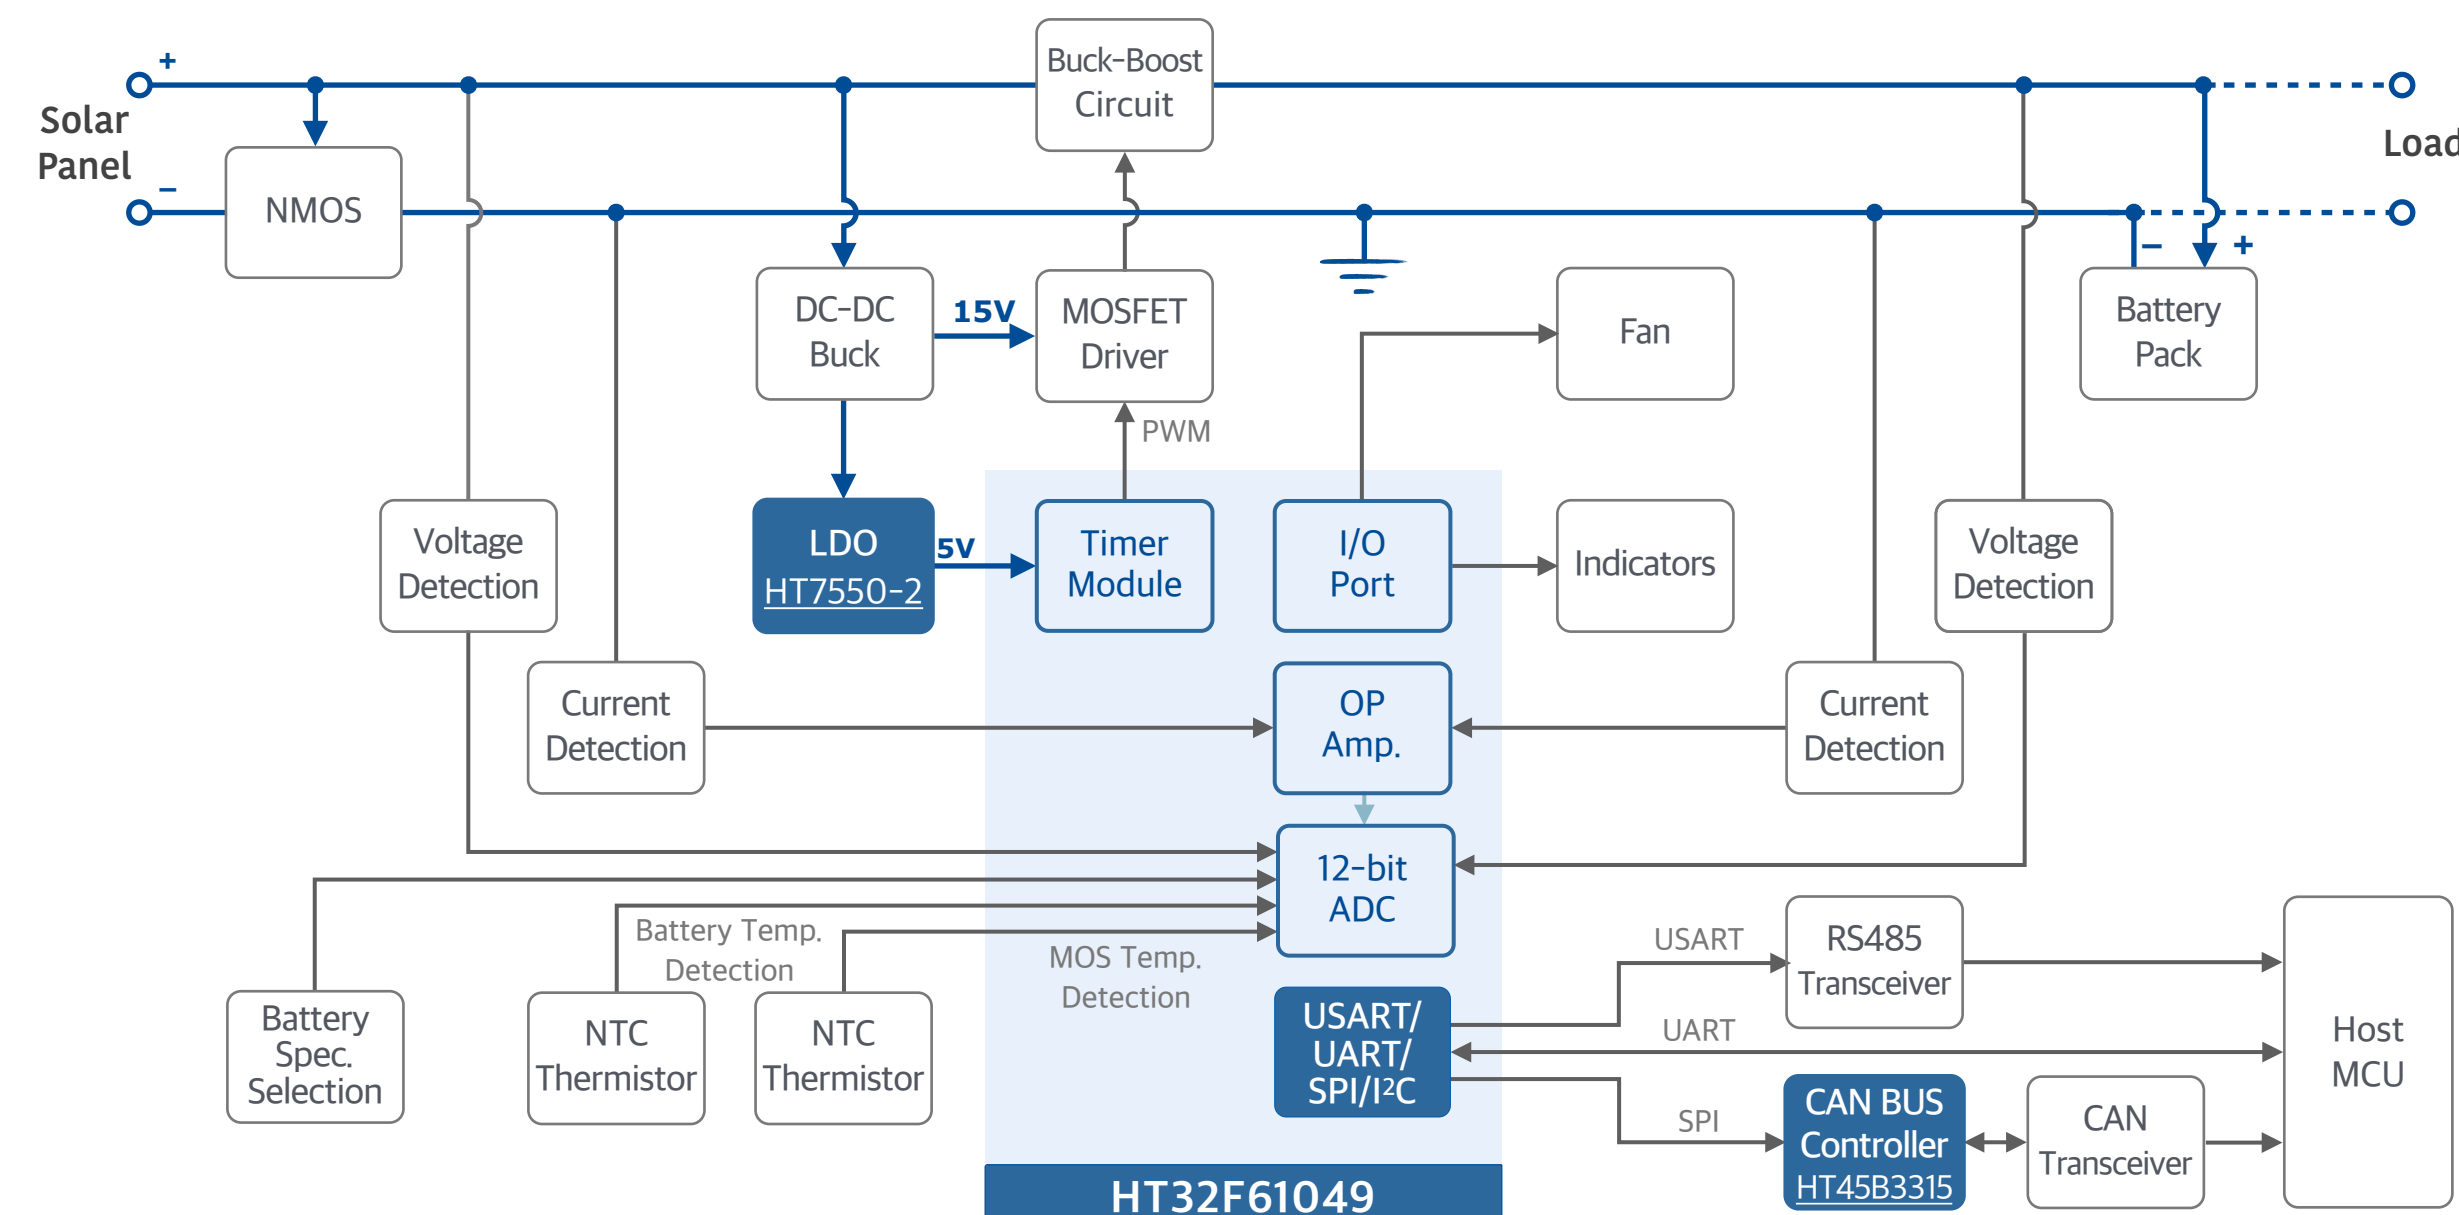 Buck-Boost
Circuit
+
Solar
Panel
−
NMOS
Load
DC-DC
Buck
15V
MOSFET
Driver
Fan
−
+
Battery
Pack
PWM
Voltage
Detection
LDO
HT7550-2
5V
Timer
Module
I/O
Port
Indicators
Voltage
Detection
Current
Detection
OP
Amp.
Current
Detection
12-bit
ADC
Battery Temp.
Detection
MOS Temp.
Detection
USART
RS485
Transceiver
Battery
Spec.
Selection
NTC
Thermistor
NTC
Thermistor
USART/
UART/
SPI/I²C
UART
Host
MCU
SPI
CAN BUS
Controller
HT45B3315
CAN
Transceiver
HT32F61049